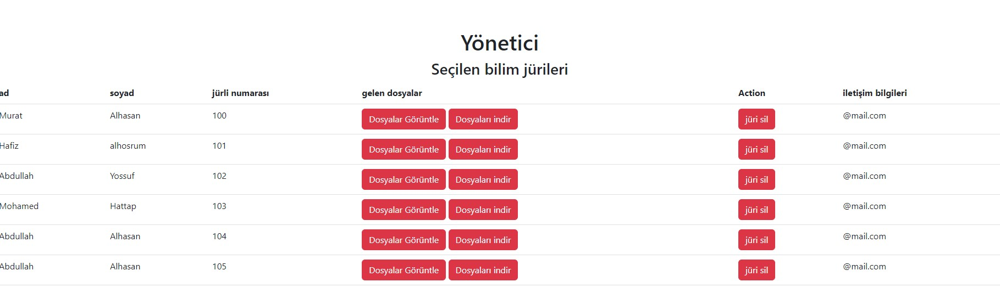 Yönetici
Seçilen bilim jürileri
ad soyad jürli numarası gelen dosyalar Action iletişim bilgileri
Murat Alhasan 100 Dosyalar Görüntle Dosyaları indir jüri sil @mail.com
Hafiz alhosrum 101 Dosyalar Görüntle Dosyaları indir jüri sil @mail.com
Abdullah Yossuf 102 Dosyalar Görüntle Dosyaları indir jüri sil @mail.com
Mohamed Hattap 103 Dosyalar Görüntle Dosyaları indir jüri sil @mail.com
Abdullah Alhasan 104 Dosyalar Görüntle Dosyaları indir jüri sil @mail.com
Abdullah Alhasan 105 Dosyalar Görüntle Dosyaları indir jüri sil @mail.com